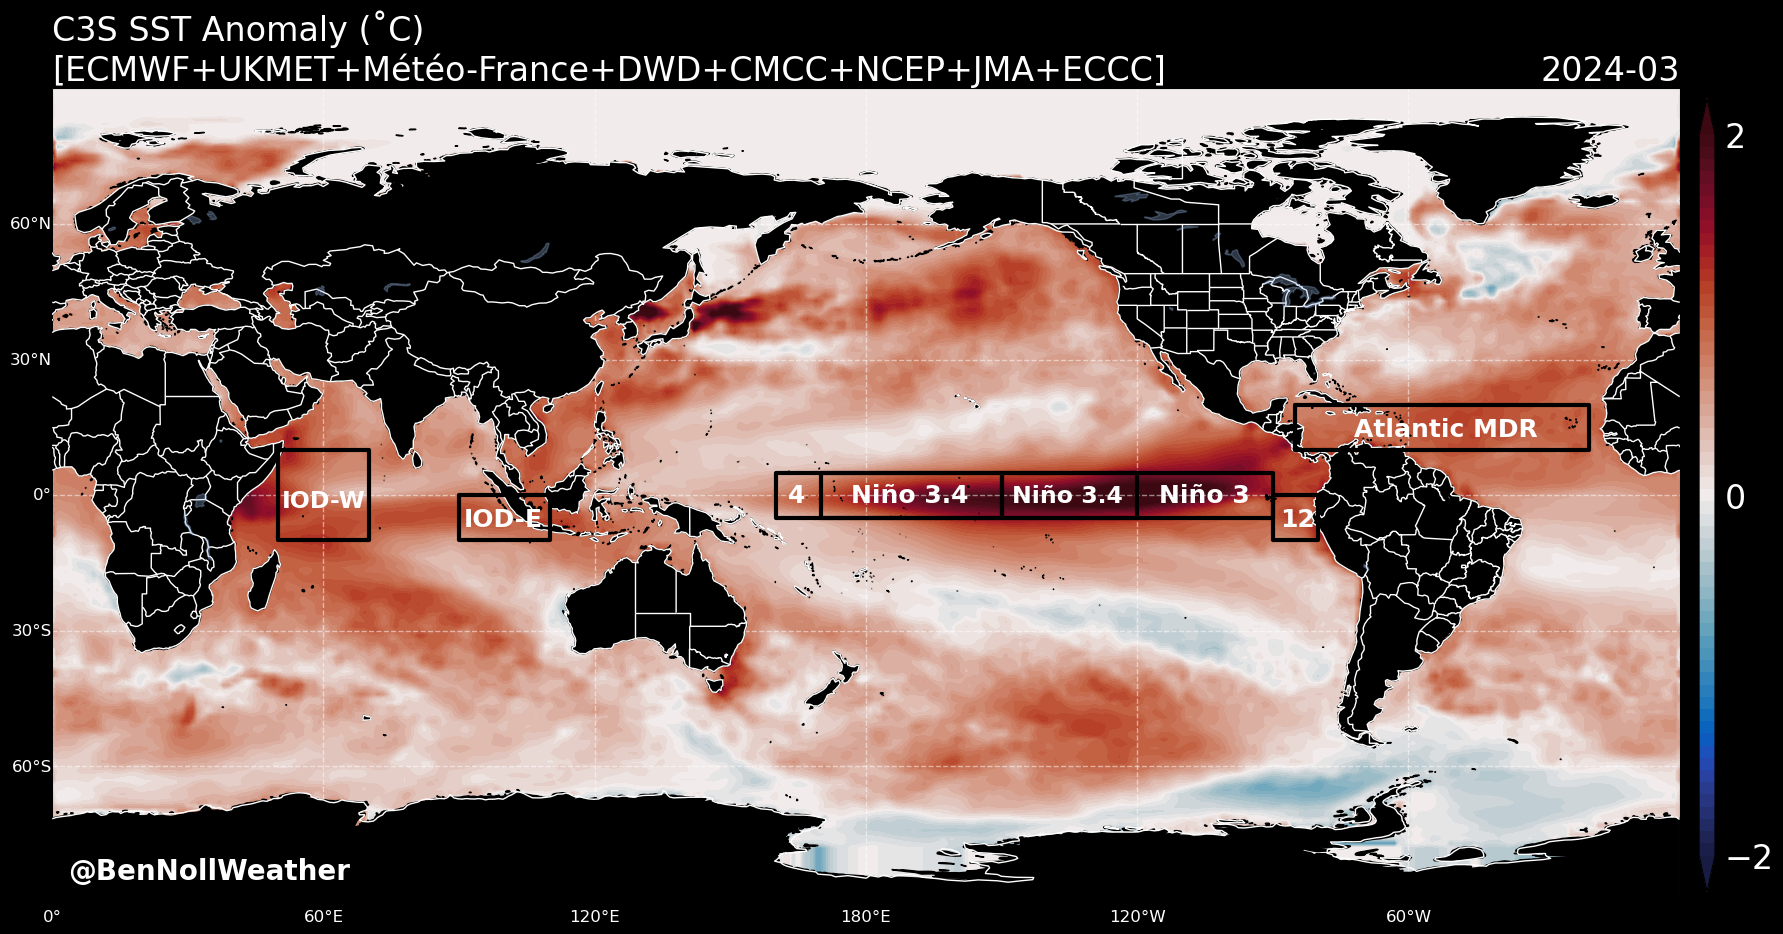 C3S SST Anomaly (˚C)
[ECMWF+UKMET+Météo-France+DWD+CMCC+NCEP+JMA+ECCC]
2024-03
2
60°N
30°N
Atlantic MDR
IOD-W
0°
4
Niño 3.4
Niño 3.4
Niño 3
0
IOD-E
12
30°S
60°S
−2
@BenNollWeather
0°
60°E
120°E
180°E
120°W
60°W